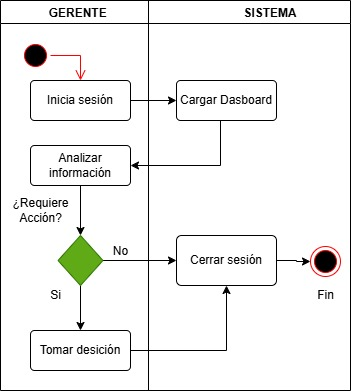 GERENTE
SISTEMA
Inicia sesión
Cargar Dasboard
Analizar
información
¿Requiere
Acción?
No
Cerrar sesión
Si
Fin
Tomar desición